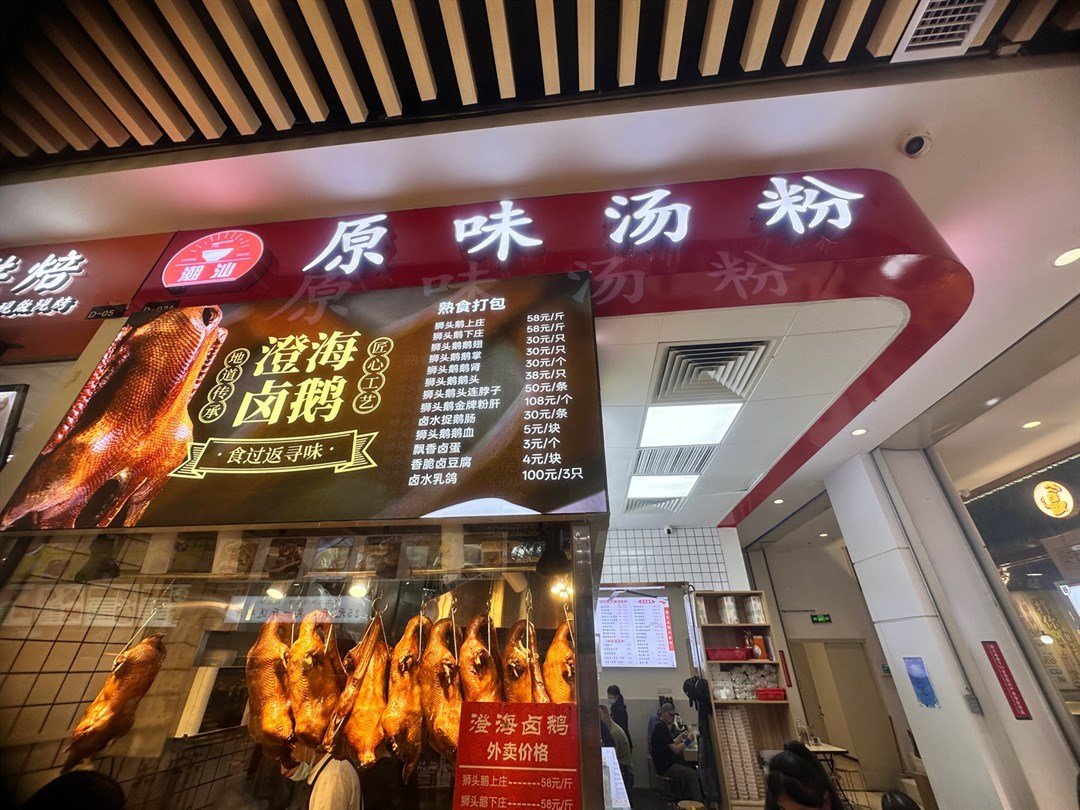 原味汤粉
潮汕
焙
现做现烤
D-05
澄海
卤鹅
地道传承
匠心工艺
·食过返寻味·
熟食打包
狮头鹅上庄 58元/斤
狮头鹅下庄 58元/斤
狮头鹅鹅翅 30元/只
狮头鹅鹅掌 30元/只
狮头鹅鹅肾 30元/个
狮头鹅鹅头 38元/只
狮头鹅头连脖子 50元/条
狮头鹅金牌粉肝 108元/个
卤水捉鹅肠 30元/条
狮头鹅鹅血 5元/块
飘香卤蛋 3元/个
香脆卤豆腐 4元/块
卤水乳鸽 100元/3只
澄海卤鹅
外卖价格
狮头鹅上庄-------58元/斤
狮头鹅下庄-------58元/斤